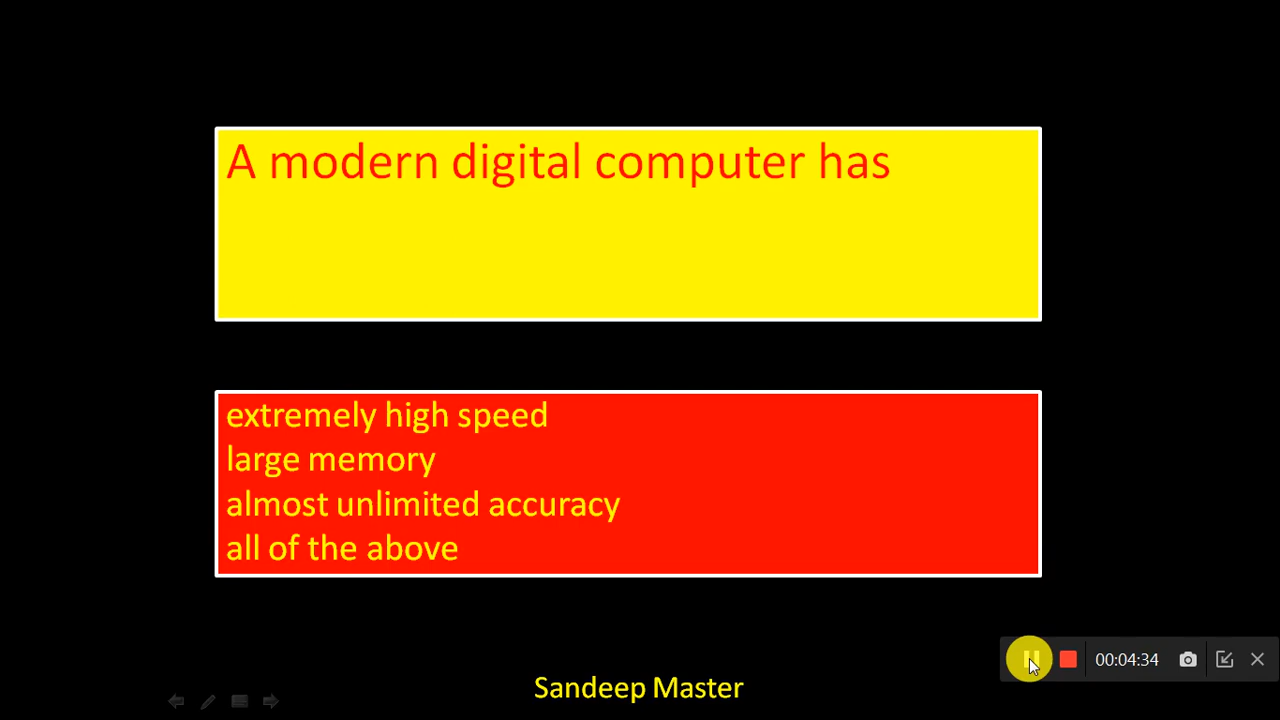 A modern digital computer has
extremely high speed
large memory
almost unlimited accuracy
all of the above
00:04:34
Sandeep Master